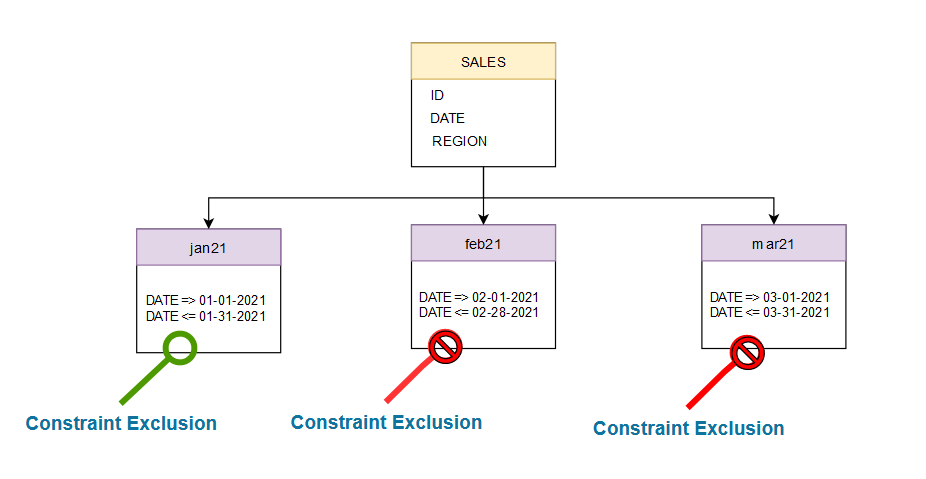 SALES
ID
DATE
REGION
jan21
DATE => 01-01-2021
DATE <= 01-31-2021
Constraint Exclusion
feb21
DATE => 02-01-2021
DATE <= 02-28-2021
Constraint Exclusion
mar21
DATE => 03-01-2021
DATE <= 03-31-2021
Constraint Exclusion